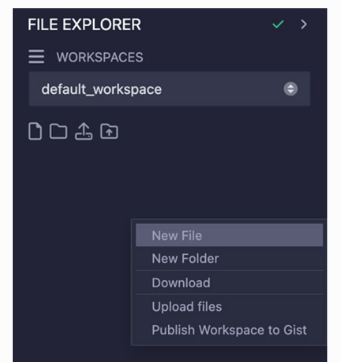 FILE EXPLORER
WORKSPACES
default_workspace
New File
New Folder
Download
Upload files
Publish Workspace to Gist